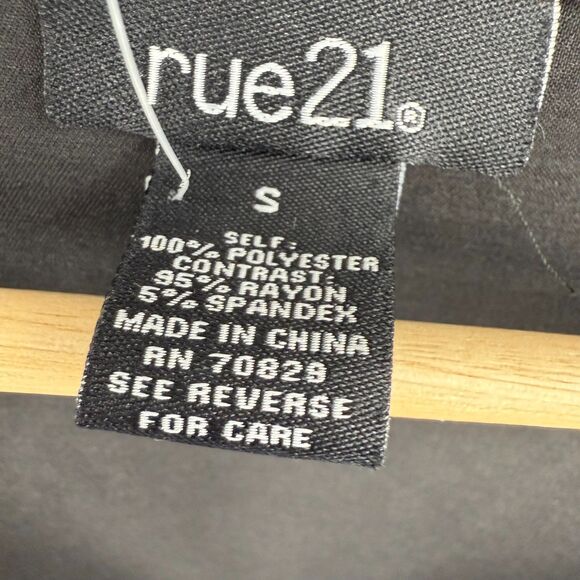 rue21®
S
SELF:
100% POLYESTER
CONTRAST:
95% RAYON
5% SPANDEX
MADE IN CHINA
RN 70829
SEE REVERSE
FOR CARE